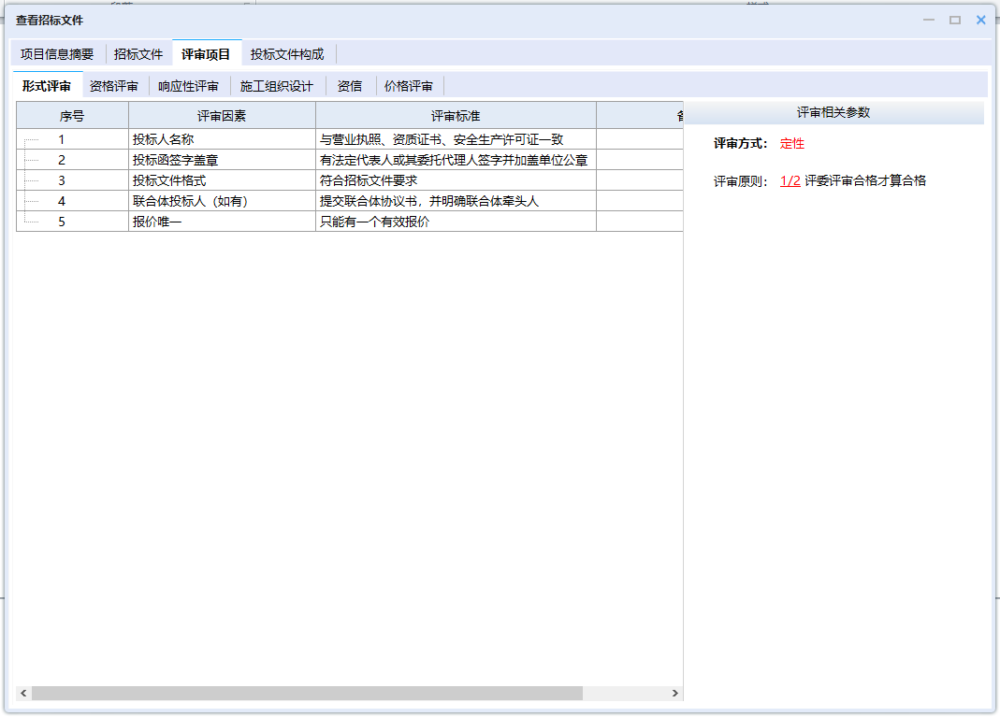 查看招标文件
项目信息摘要 招标文件 评审项目 投标文件构成
形式评审 资格评审 响应性评审 施工组织设计 资信 价格评审
序号 评审因素 评审标准
1 投标人名称 与营业执照、资质证书、安全生产许可证一致
2 投标函签字盖章 有法定代表人或其委托代理人签字并加盖单位公章
3 投标文件格式 符合招标文件要求
4 联合体投标人（如有） 提交联合体协议书，并明确联合体牵头人
5 报价唯一 只能有一个有效报价
评审相关参数
评审方式： 定性
评审原则： 1/2 评委评审合格才算合格